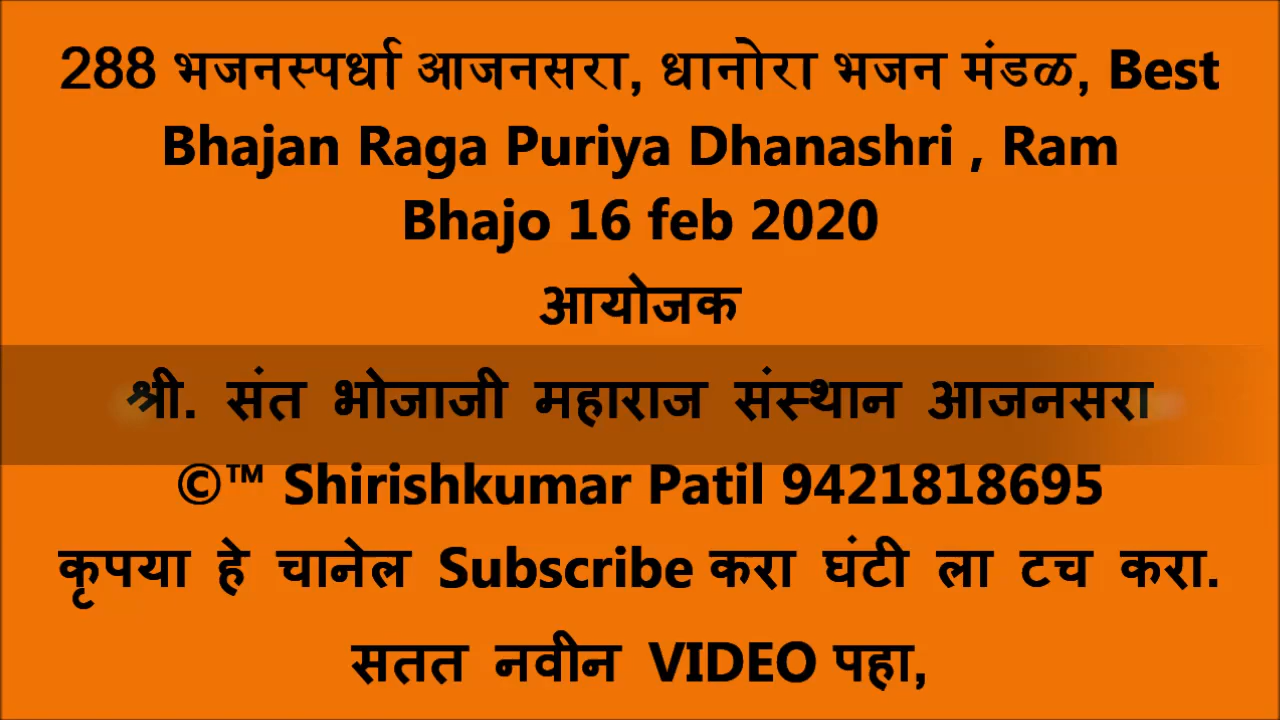 288 भजनस्पर्धा आजनसरा, धानोरा भजन मंडळ, Best
Bhajan Raga Puriya Dhanashri , Ram
Bhajo 16 feb 2020
आयोजक
श्री. संत भोजाजी महाराज संस्थान आजनसरा
©™ Shirishkumar Patil 9421818695
कृपया हे चानेल Subscribe करा घंटी ला टच करा.
सतत नवीन VIDEO पहा,